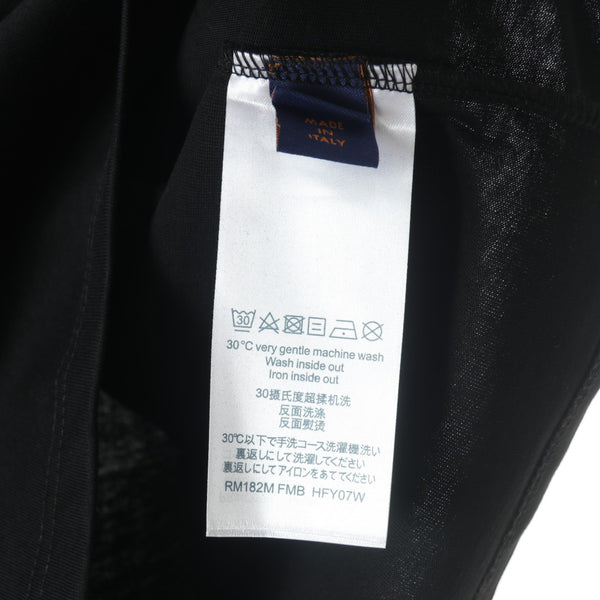 MADE
IN
ITALY
30
30°C very gentle machine wash
Wash inside out
Iron inside out
30摄氏度超揉机洗
反面洗涤
反面熨烫
30℃以下で手洗コース洗濯機洗い
裏返しにして洗濯してください
裏返しにしてアイロンをあててください
RM182M FMB HFY07W